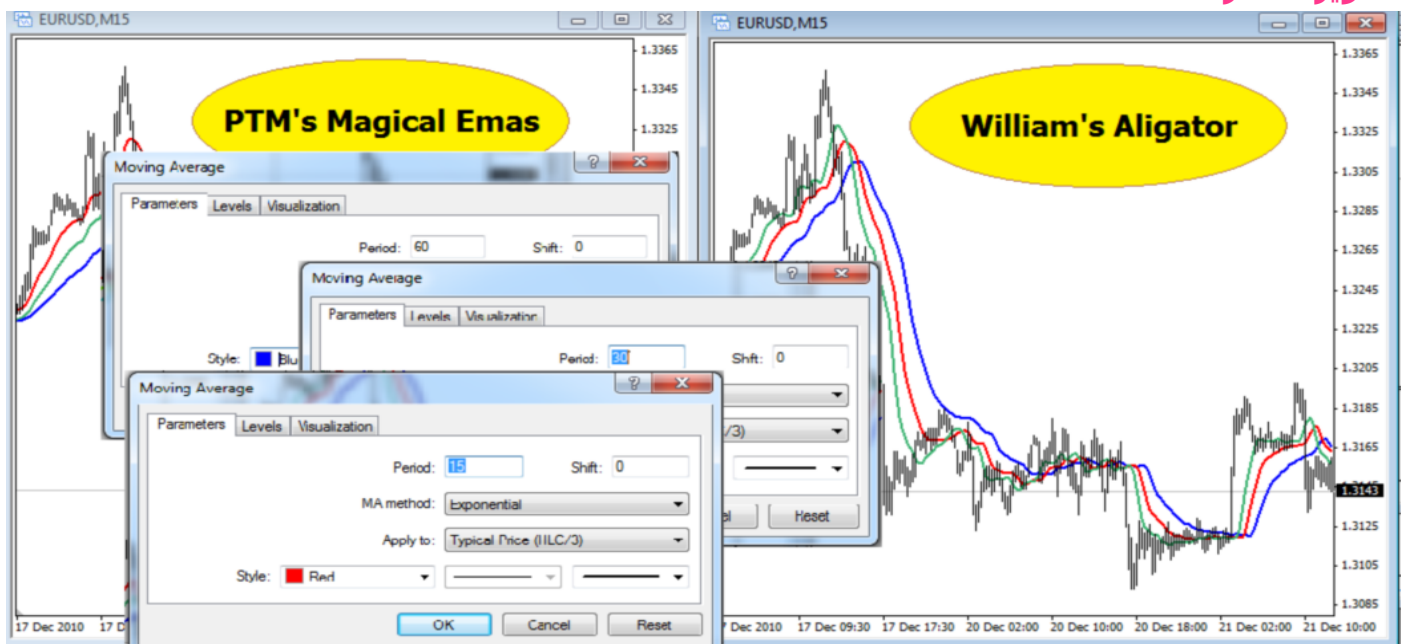 EURUSD,M15
1.3365
1.3345
1.3325
PTM's Magical Emas
Moving Average
Parameters Levels Visualization
Period: 60 Shift: 0
Style: Blu
Moving Average
Parameters Levels Visualization
Period: 30 Shift: 0
/3)
el Reset
Moving Average
Parameters Levels Visualization
Period: 15 Shift: 0
MA method: Exponential
Apply to: Typical Price (HLC/3)
Style: Red
OK Cancel Reset
17 Dec 2010 17 D
EURUSD,M15
William's Aligator
1.3365
1.3345
1.3325
1.3305
1.3285
1.3265
1.3245
1.3225
1.3205
1.3185
1.3165
1.3143
1.3125
1.3105
1.3085
7 Dec 2010 17 Dec 09:30 17 Dec 17:30 20 Dec 02:00 20 Dec 10:00 20 Dec 18:00 21 Dec 02:00 21 Dec 10:00